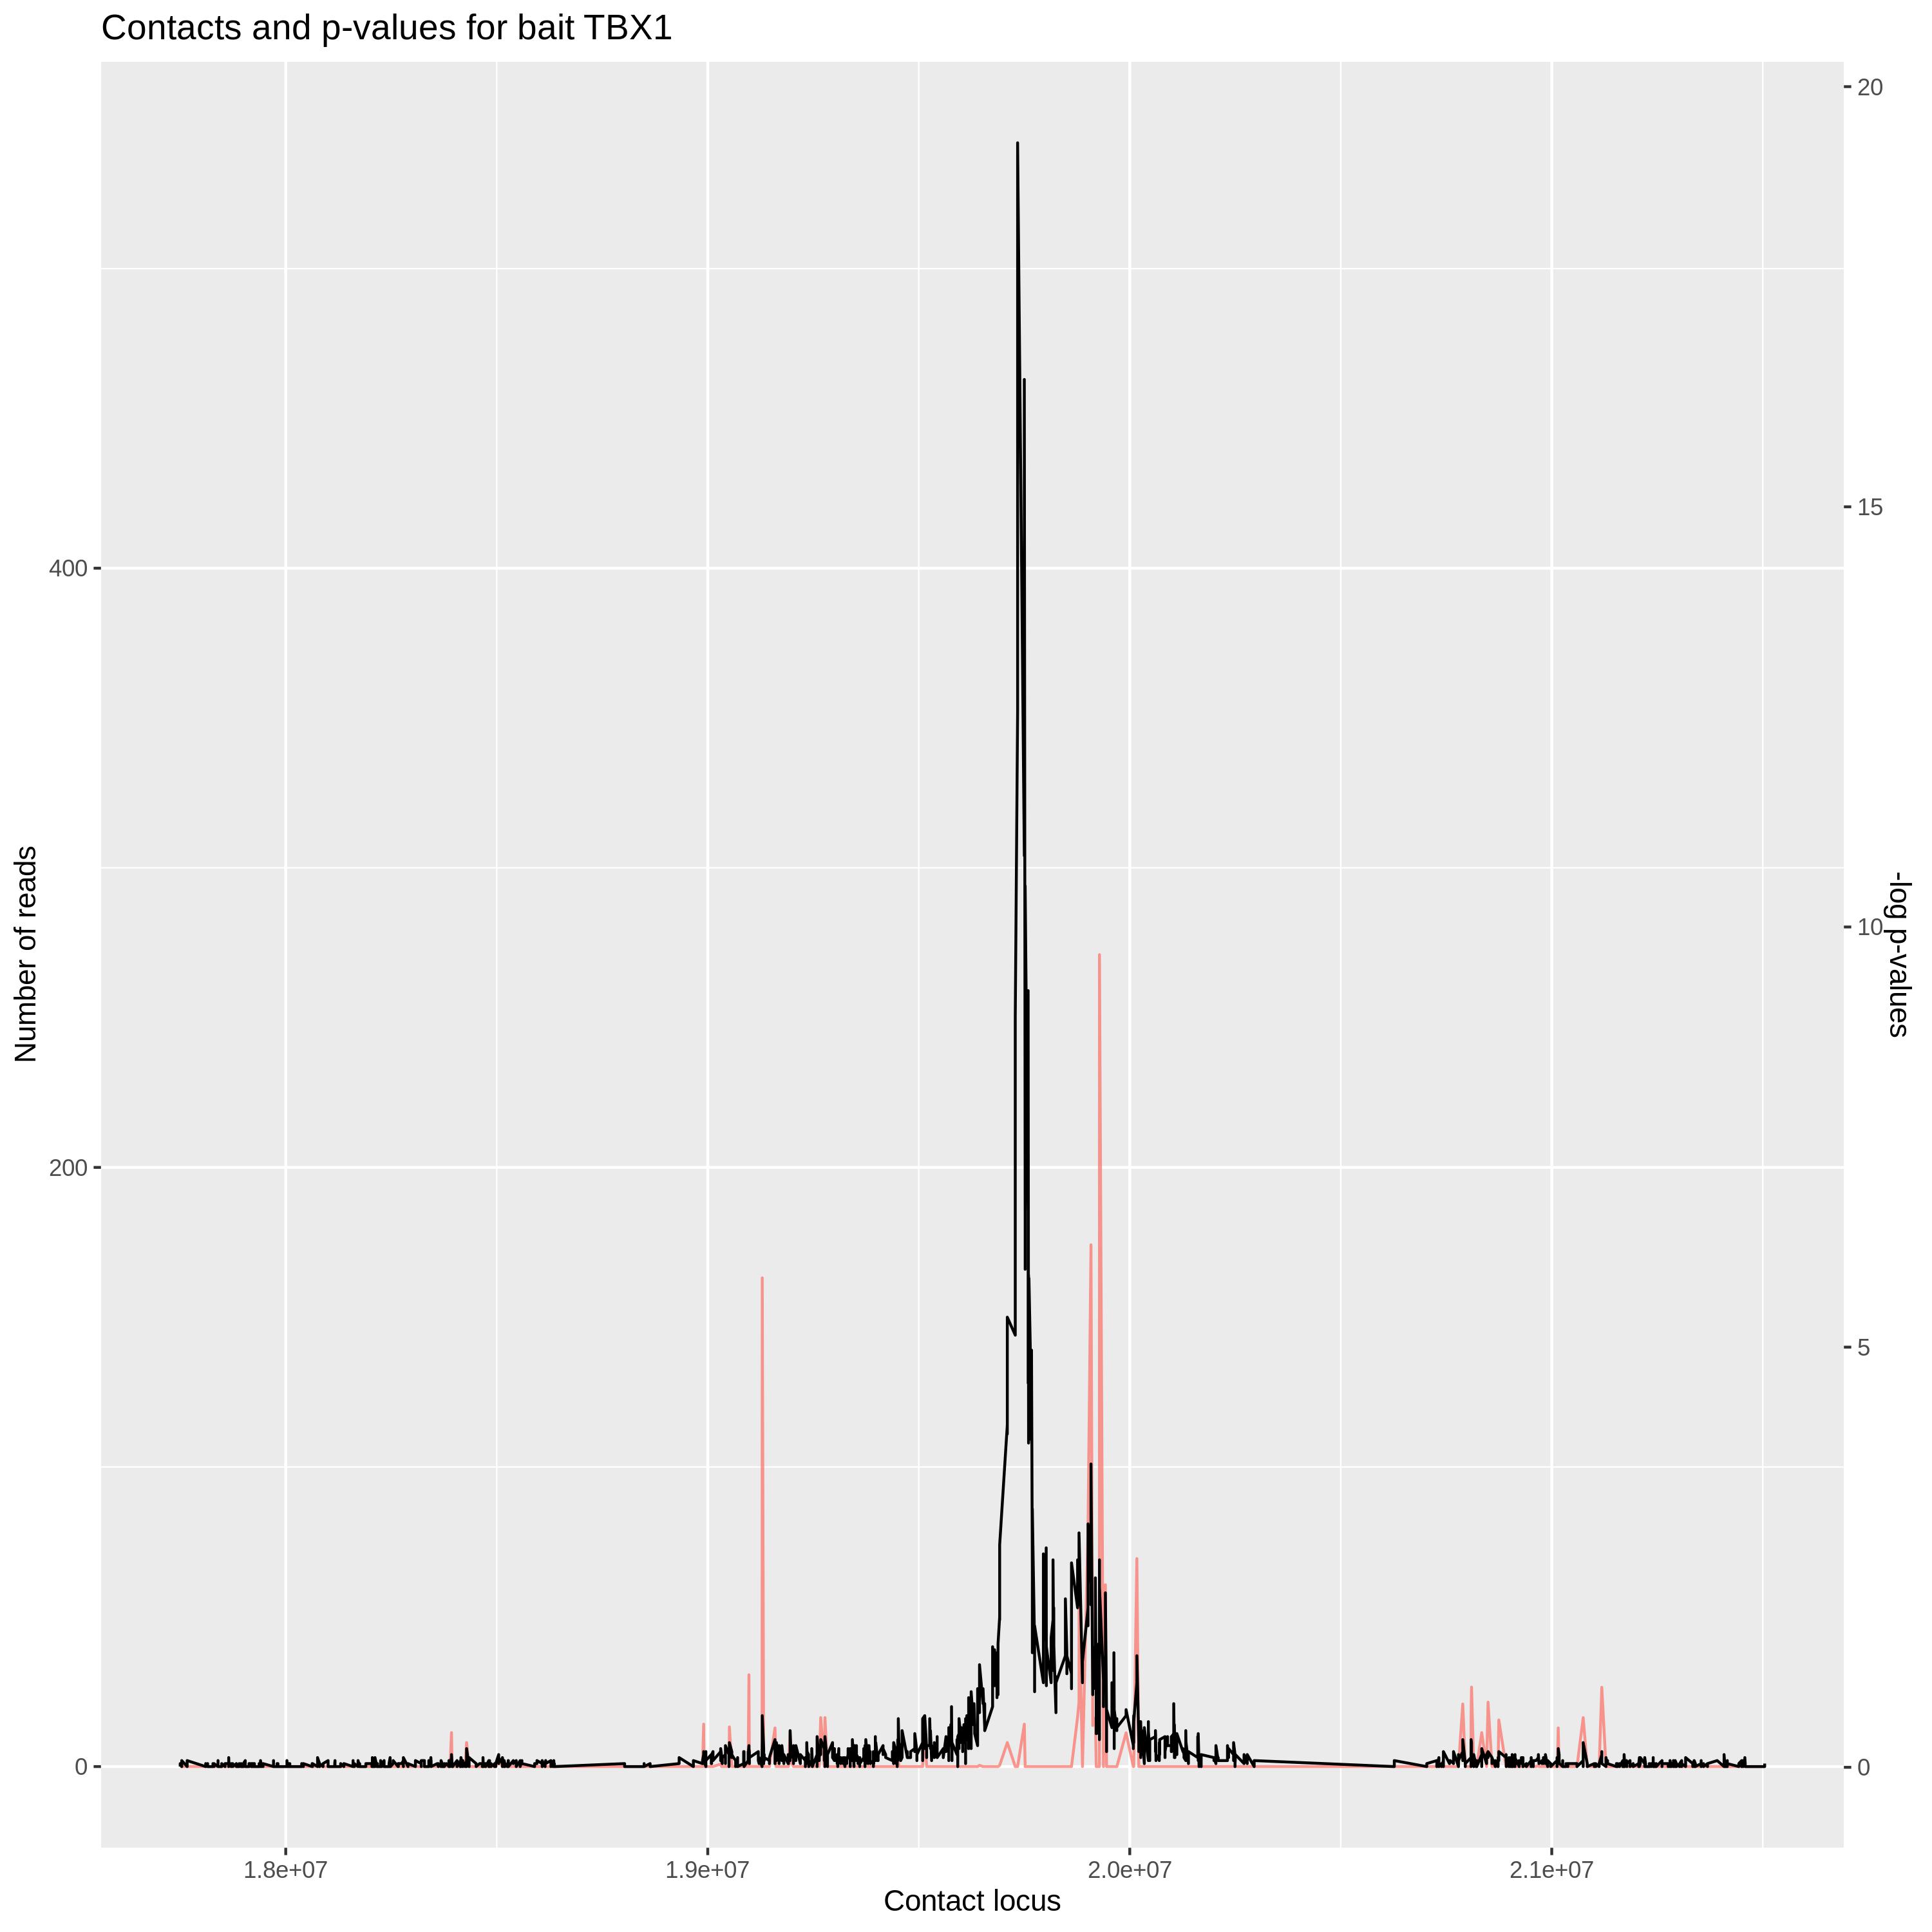 Contacts and p-values for bait TBX1
Number of reads
400
200
0
20
15
10
5
0
-log p-values
1.8e+07 1.9e+07 2.0e+07 2.1e+07
Contact locus